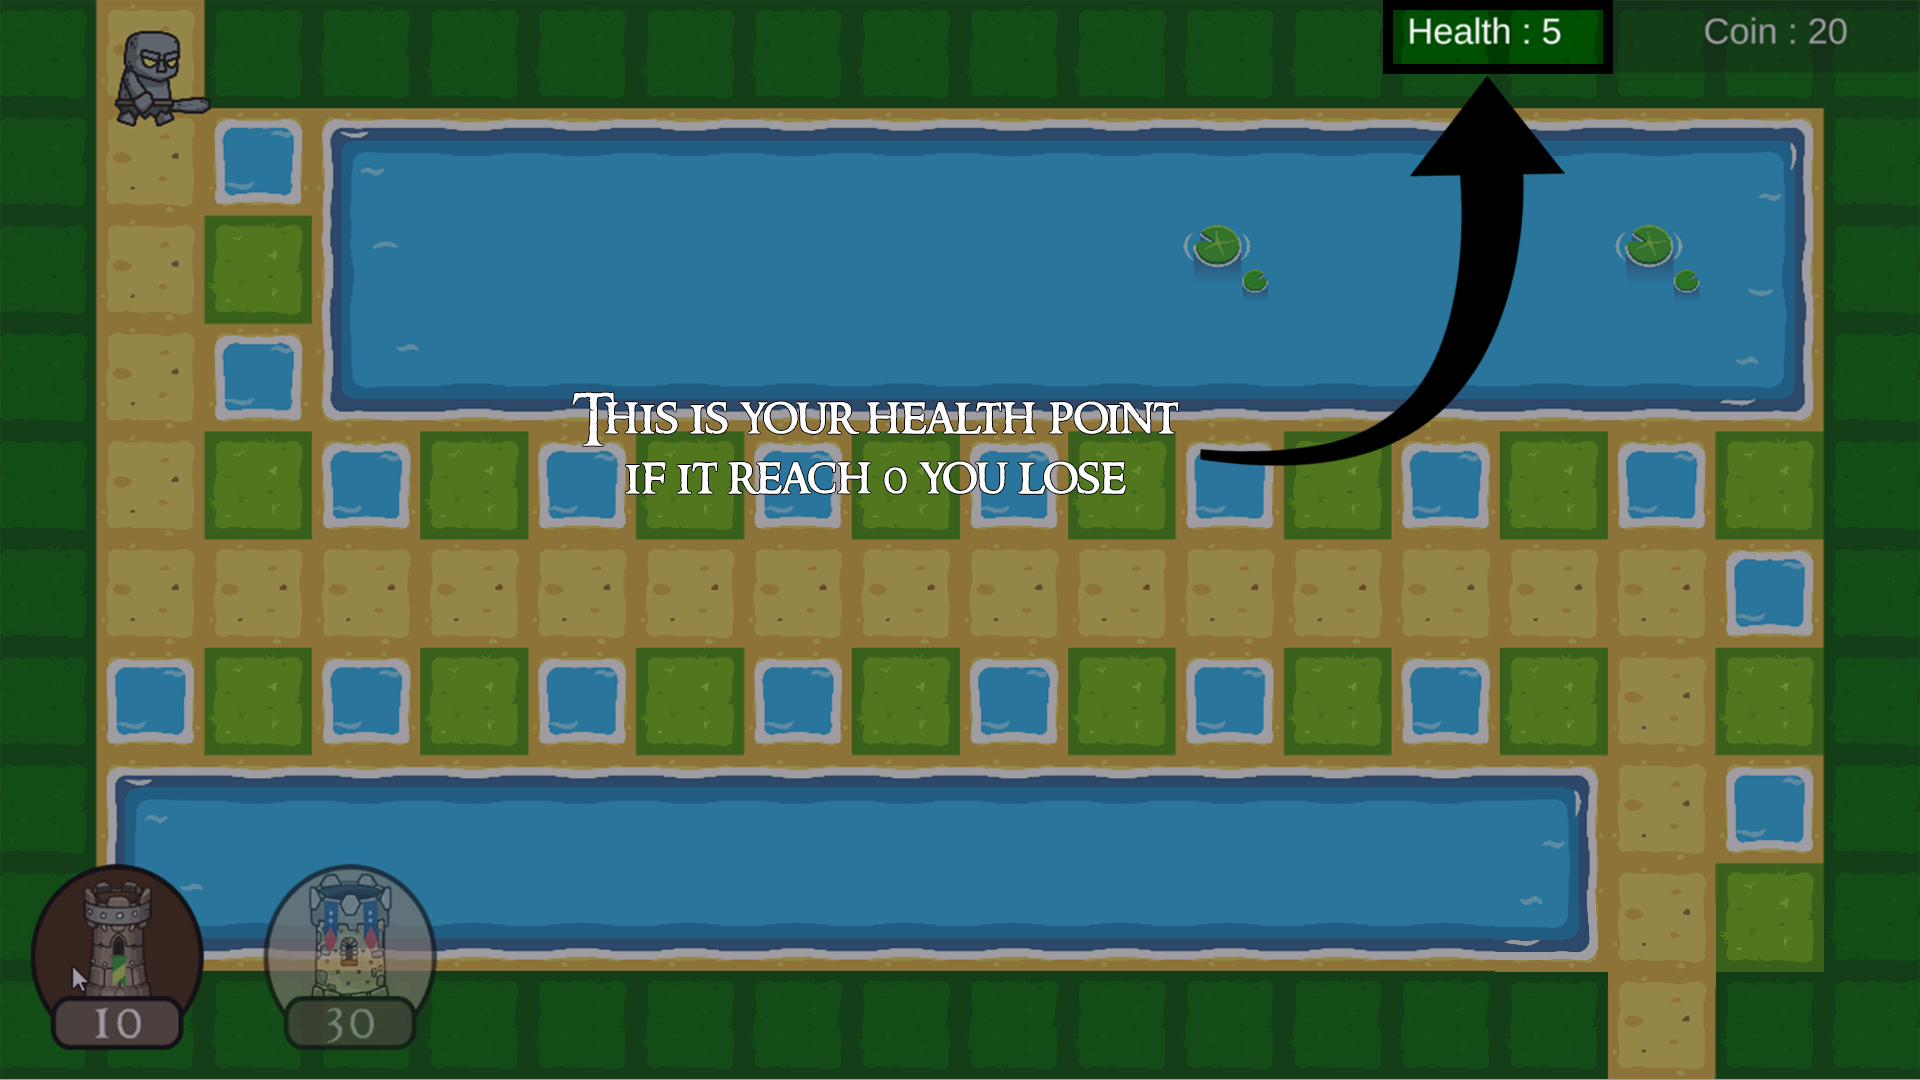 Health : 5
Coin : 20
THIS IS YOUR HEALTH POINT
IF IT REACH 0 YOU LOSE
10
30